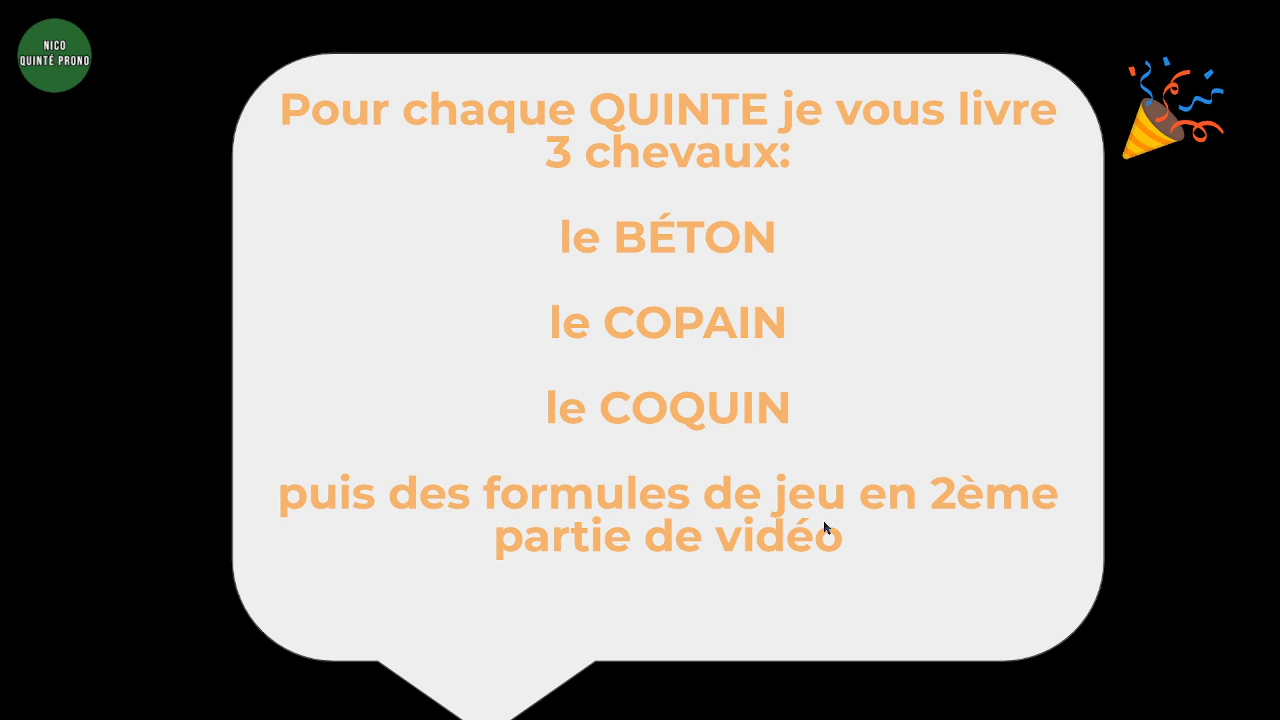 NICO
QUINTÉ PRONO
Pour chaque QUINTE je vous livre
3 chevaux:
le BÉTON
le COPAIN
le COQUIN
puis des formules de jeu en 2ème
partie de vidéo